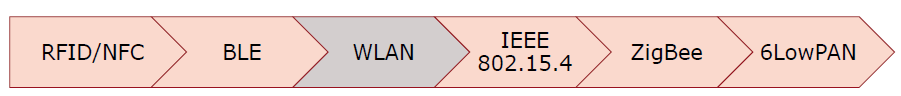 RFID/NFC
BLE
WLAN
IEEE
802.15.4
ZigBee
6LowPAN